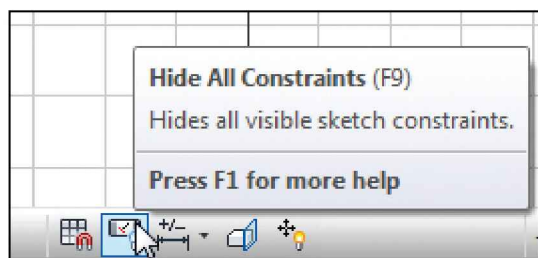 Hide All Constraints (F9)
Hides all visible sketch constraints.
Press F1 for more help
+/-